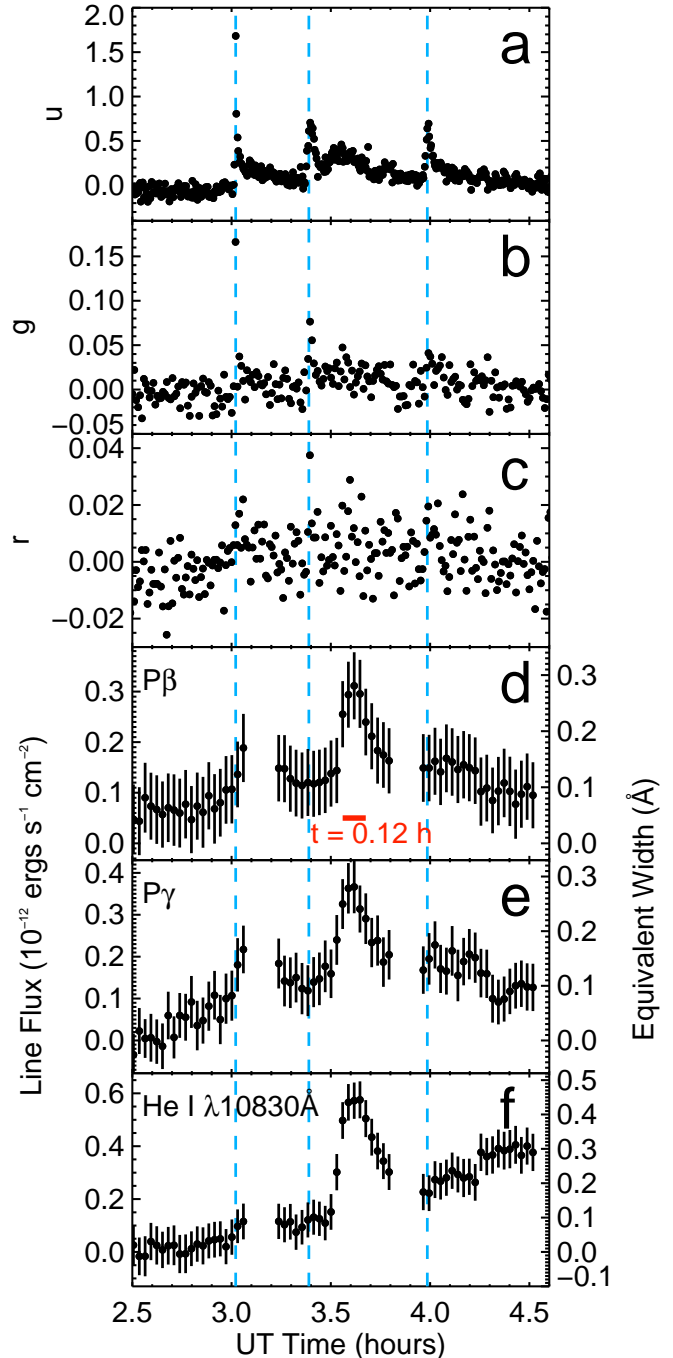 2.0
1.5
1.0
0.5
0.0
u
a
0.15
0.10
0.05
0.00
−0.05
g
b
0.04
0.02
0.00
−0.02
r
c
Pβ
d
0.3
0.2
0.1
0.0
0.3
0.2
0.1
0.0
t = 0.12 h
Pγ
e
0.4
0.3
0.2
0.1
0.0
0.3
0.2
0.1
0.0
Line Flux (10⁻¹² ergs s⁻¹ cm⁻²)
Equivalent Width (Å)
He I λ10830Å
f
0.6
0.4
0.2
0.0
0.5
0.4
0.3
0.2
0.1
0.0
−0.1
2.5 3.0 3.5 4.0 4.5
UT Time (hours)